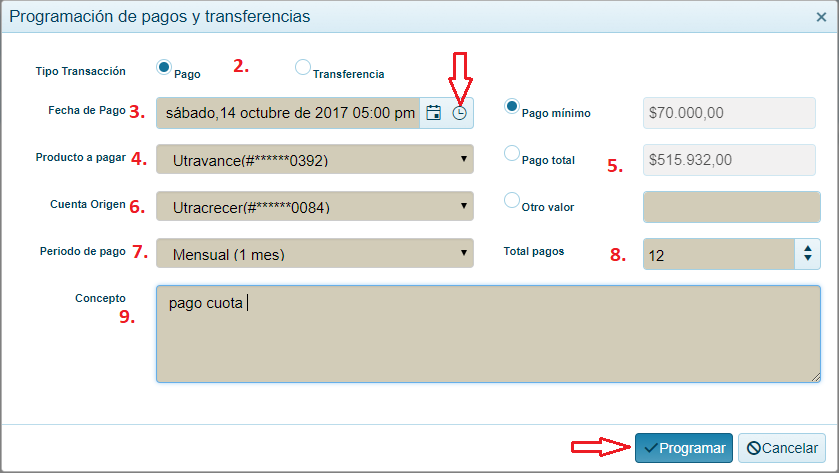 Programación de pagos y transferencias
Tipo Transacción Pago 2. Transferencia
Fecha de Pago 3. sábado,14 octubre de 2017 05:00 pm Pago mínimo $70.000,00
Producto a pagar 4. Utravance(#******0392) Pago total 5. $515.932,00
Cuenta Origen 6. Utracrecer(#******0084) Otro valor
Periodo de pago 7. Mensual (1 mes) Total pagos 8. 12
Concepto 9. pago cuota
Programar Cancelar